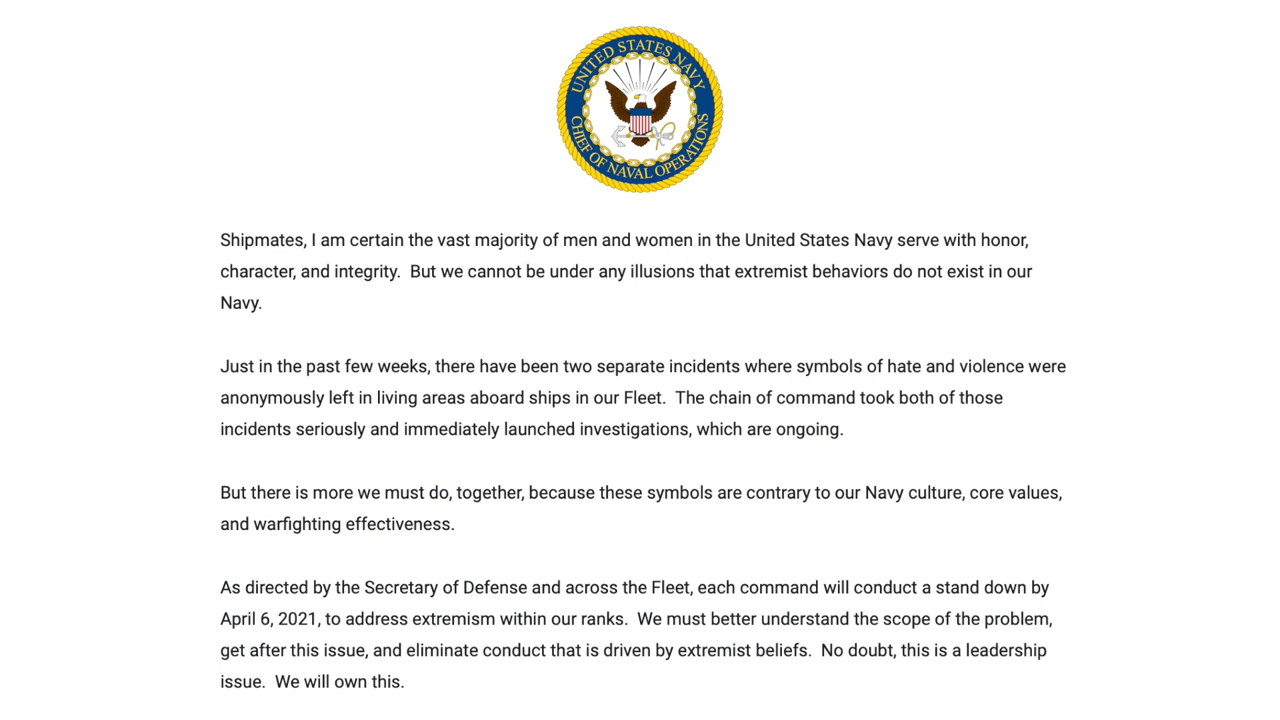 UNITED STATES NAVY
CHIEF OF NAVAL OPERATIONS
Shipmates, I am certain the vast majority of men and women in the United States Navy serve with honor,
character, and integrity.  But we cannot be under any illusions that extremist behaviors do not exist in our
Navy.
Just in the past few weeks, there have been two separate incidents where symbols of hate and violence were
anonymously left in living areas aboard ships in our Fleet.  The chain of command took both of those
incidents seriously and immediately launched investigations, which are ongoing.
But there is more we must do, together, because these symbols are contrary to our Navy culture, core values,
and warfighting effectiveness.
As directed by the Secretary of Defense and across the Fleet, each command will conduct a stand down by
April 6, 2021, to address extremism within our ranks.  We must better understand the scope of the problem,
get after this issue, and eliminate conduct that is driven by extremist beliefs.  No doubt, this is a leadership
issue.  We will own this.